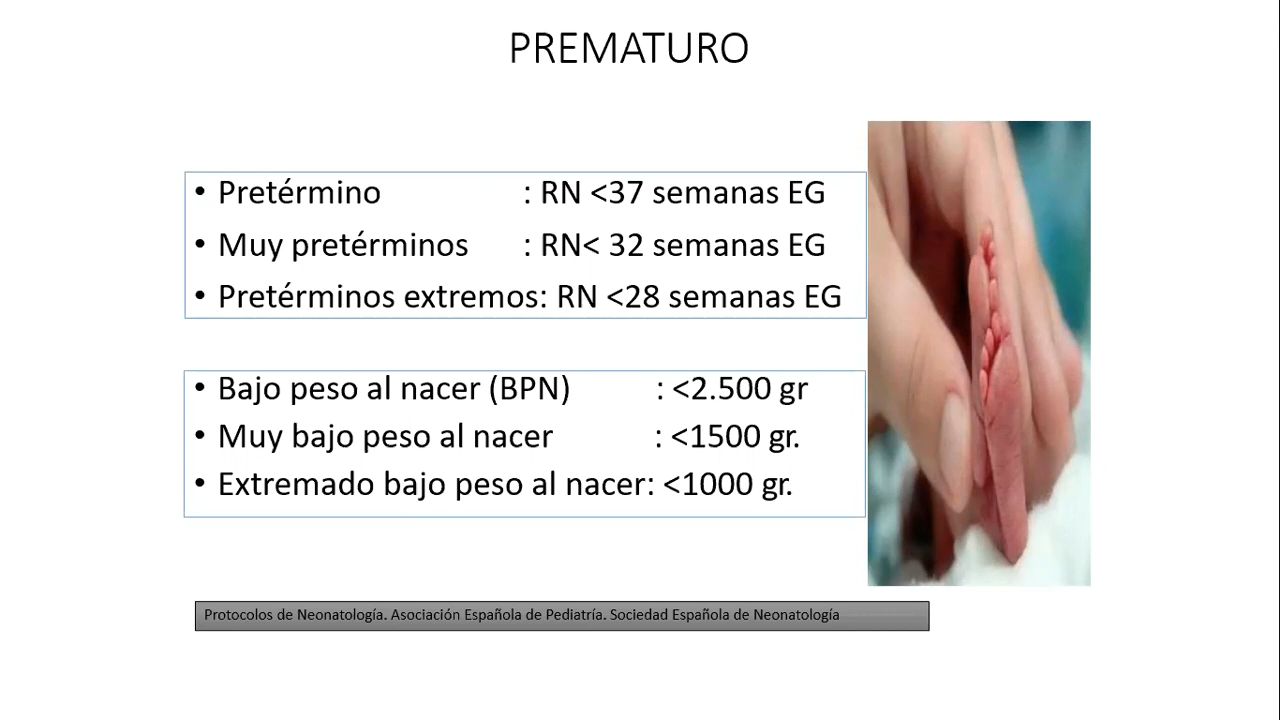 PREMATURO
• Pretérmino : RN <37 semanas EG
• Muy pretérminos : RN< 32 semanas EG
• Pretérminos extremos: RN <28 semanas EG
• Bajo peso al nacer (BPN) : <2.500 gr
• Muy bajo peso al nacer : <1500 gr.
• Extremado bajo peso al nacer: <1000 gr.
Protocolos de Neonatología. Asociación Española de Pediatría. Sociedad Española de Neonatología